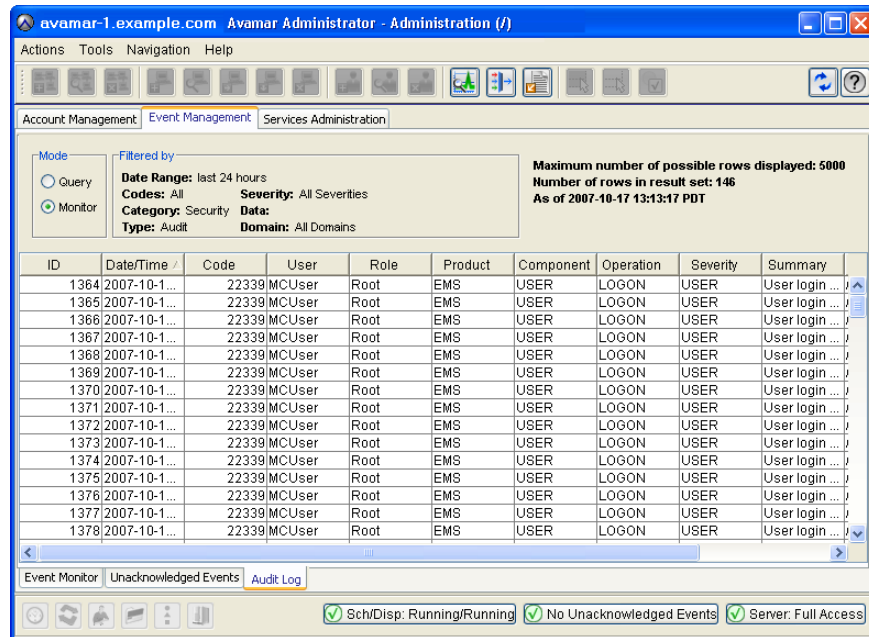 avamar-1.example.com Avamar Administrator - Administration (/)
Actions Tools Navigation Help
Account Management Event Management Services Administration
Mode
Query
Monitor
Filtered by
Date Range: last 24 hours
Codes: All Severity: All Severities
Category: Security Data:
Type: Audit Domain: All Domains
Maximum number of possible rows displayed: 5000
Number of rows in result set: 146
As of 2007-10-17 13:13:17 PDT
ID Date/Time Code User Role Product Component Operation Severity Summary
1364 2007-10-1... 22339 MCUser Root EMS USER LOGON USER User login ...
1365 2007-10-1... 22339 MCUser Root EMS USER LOGON USER User login ...
1366 2007-10-1... 22339 MCUser Root EMS USER LOGON USER User login ...
1367 2007-10-1... 22339 MCUser Root EMS USER LOGON USER User login ...
1368 2007-10-1... 22339 MCUser Root EMS USER LOGON USER User login ...
1369 2007-10-1... 22339 MCUser Root EMS USER LOGON USER User login ...
1370 2007-10-1... 22339 MCUser Root EMS USER LOGON USER User login ...
1371 2007-10-1... 22339 MCUser Root EMS USER LOGON USER User login ...
1372 2007-10-1... 22339 MCUser Root EMS USER LOGON USER User login ...
1373 2007-10-1... 22339 MCUser Root EMS USER LOGON USER User login ...
1374 2007-10-1... 22339 MCUser Root EMS USER LOGON USER User login ...
1375 2007-10-1... 22339 MCUser Root EMS USER LOGON USER User login ...
1376 2007-10-1... 22339 MCUser Root EMS USER LOGON USER User login ...
1377 2007-10-1... 22339 MCUser Root EMS USER LOGON USER User login ...
1378 2007-10-1... 22339 MCUser Root EMS USER LOGON USER User login ...
Event Monitor Unacknowledged Events Audit Log
Sch/Disp: Running/Running No Unacknowledged Events Server: Full Access